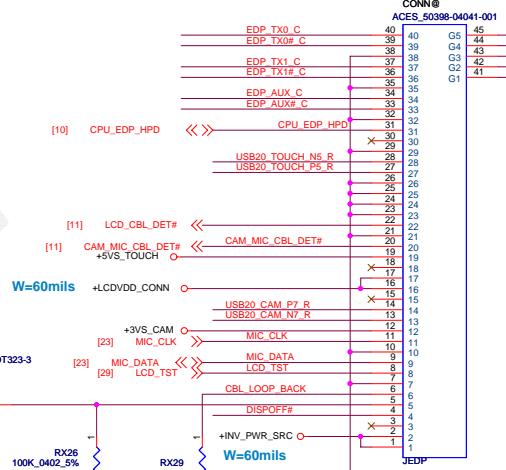 CONN@
ACES_50398-04041-001
EDP_TX0_C 40 40 G5 45
EDP_TX0#_C 39 39 G4 44
38 38 G3 43
EDP_TX1_C 37 37 G2 42
EDP_TX1#_C 36 36 G1 41
35 35
EDP_AUX_C 34 34
EDP_AUX#_C 33 33
32 32
[10] CPU_EDP_HPD CPU_EDP_HPD 31 31
30 30
29 29
USB20_TOUCH_N5_R 28 28
USB20_TOUCH_P5_R 27 27
26 26
25 25
24 24
23 23
[11] LCD_CBL_DET# 22 22
21 21
[11] CAM_MIC_CBL_DET# CAM_MIC_CBL_DET# 20 20
+5VS_TOUCH 19 19
18 18
17 17
W=60mils +LCDVDD_CONN 16 16
15 15
USB20_CAM_P7_R 14 14
USB20_CAM_N7_R 13 13
+3VS_CAM 12 12
[23] MIC_CLK MIC_CLK 11 11
10 10
[23] MIC_DATA MIC_DATA 9 9
[29] LCD_TST LCD_TST 8 8
0T323-3
7 7
CBL_LOOP_BACK 6 6
5 5
DISPOFF# 4 4
3 3
+INV_PWR_SRC 2 2
1 1
1 1
RX26
100K_0402_5%
RX29
W=60mils
JEDP